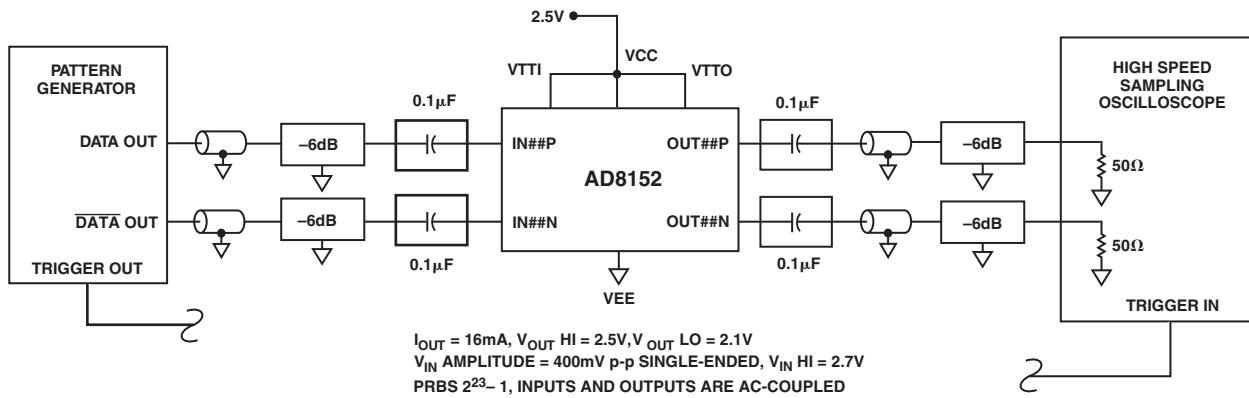 2.5V
VTTI
VCC
VTTO
PATTERN
GENERATOR
DATA OUT
DATA OUT
TRIGGER OUT
–6dB
–6dB
0.1µF
0.1µF
IN##P
IN##N
AD8152
OUT##P
OUT##N
VEE
0.1µF
0.1µF
–6dB
–6dB
HIGH SPEED
SAMPLING
OSCILLOSCOPE
50Ω
50Ω
TRIGGER IN
IOUT = 16mA, VOUT HI = 2.5V, V OUT LO = 2.1V
VIN AMPLITUDE = 400mV p-p SINGLE-ENDED, VIN HI = 2.7V
PRBS 2²³– 1, INPUTS AND OUTPUTS ARE AC-COUPLED